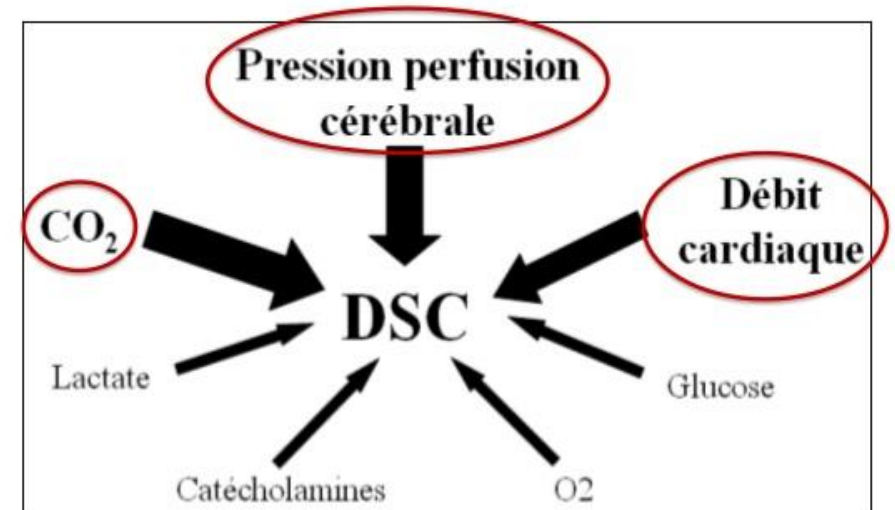 Pression perfusion
cérébrale
CO₂
Débit
cardiaque
DSC
Lactate
Glucose
Catécholamines
O2